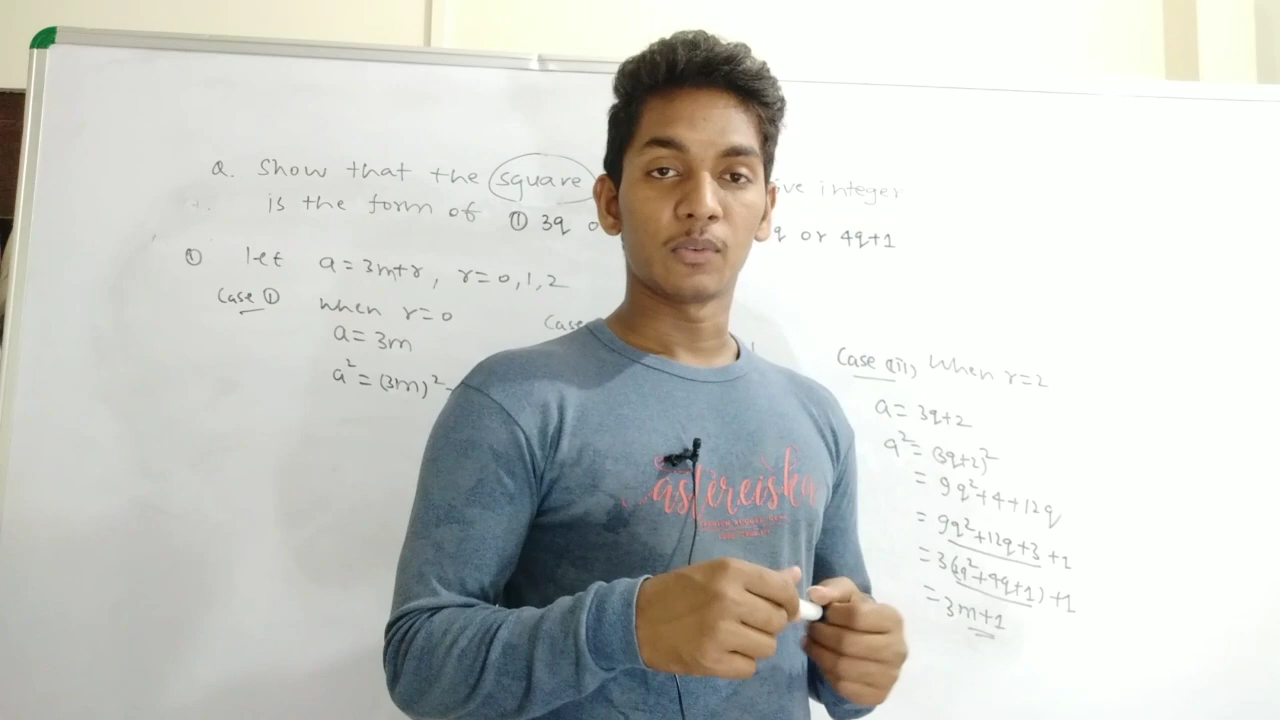 Q. Show that the square ive integer
is the form of ① 3q o q or 4q+1
① let a = 3m+r, r=0,1,2
Case ① when r=0
a = 3m
a² = (3m)²
Case
Case (iii) When r=2
a = 3q+2
a² = (3q+2)²
= 9q²+4+12q
= 9q²+12q+3+1
= 3(3q²+4q+1)+1
= 3m+1
astereiska